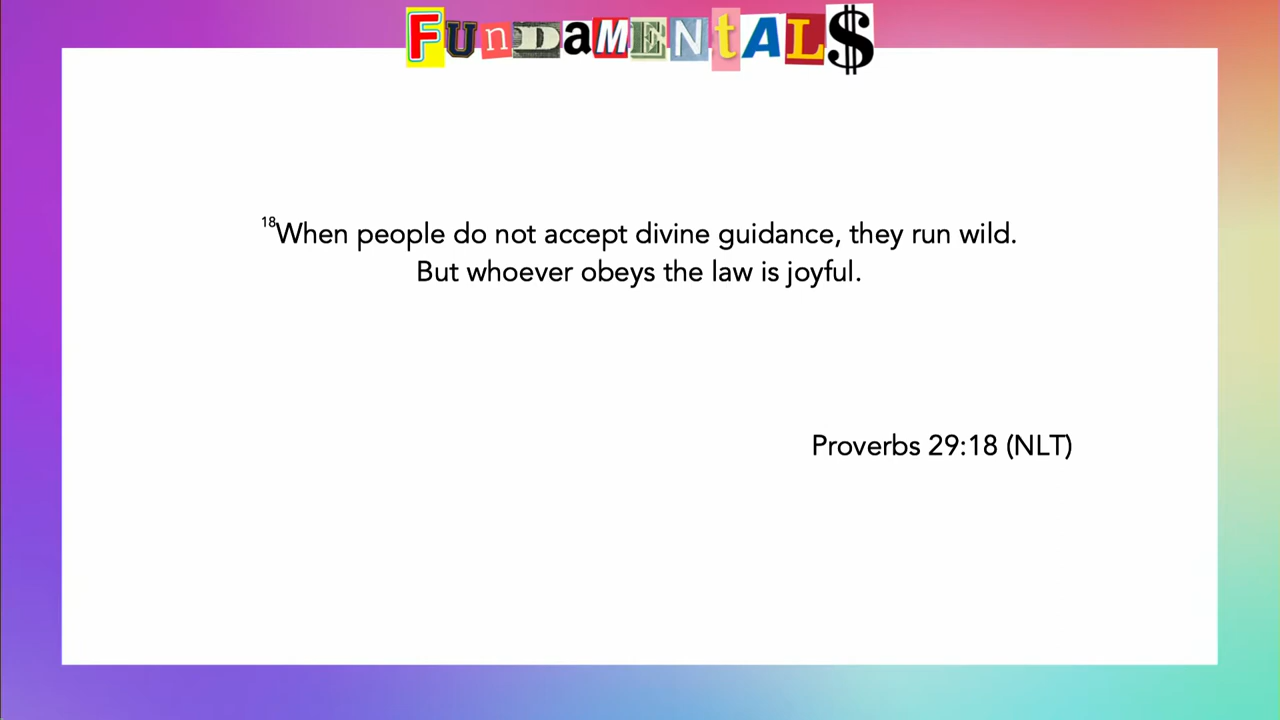 FUndaMENtALS
18When people do not accept divine guidance, they run wild.
But whoever obeys the law is joyful.
Proverbs 29:18 (NLT)